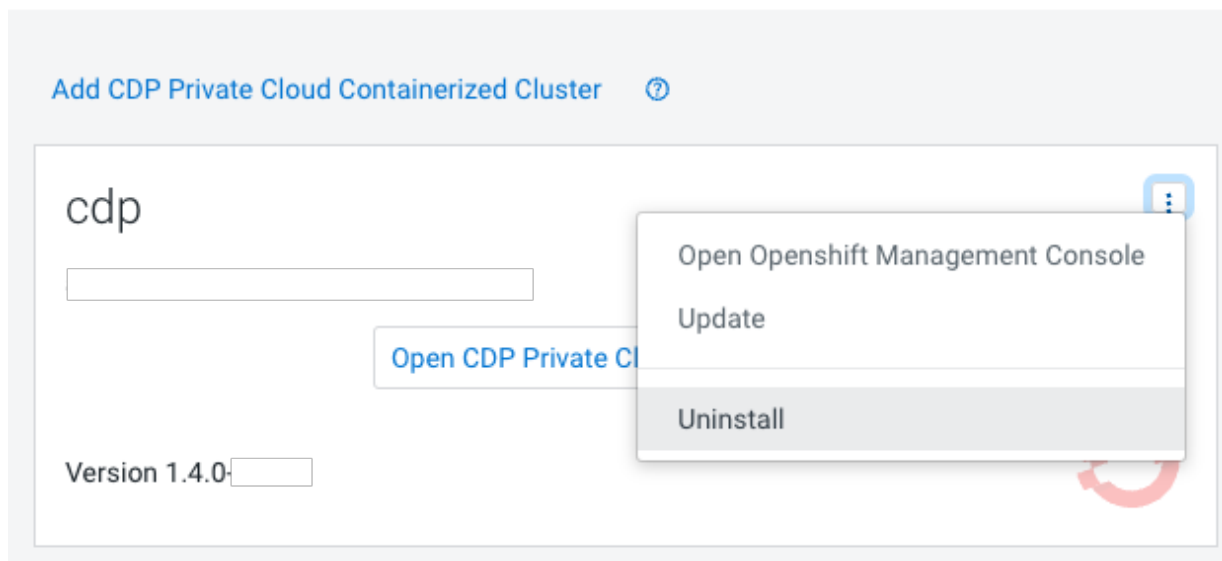 Add CDP Private Cloud Containerized Cluster
cdp
Open Openshift Management Console
Update
Open CDP Private Cl
Uninstall
Version 1.4.0-